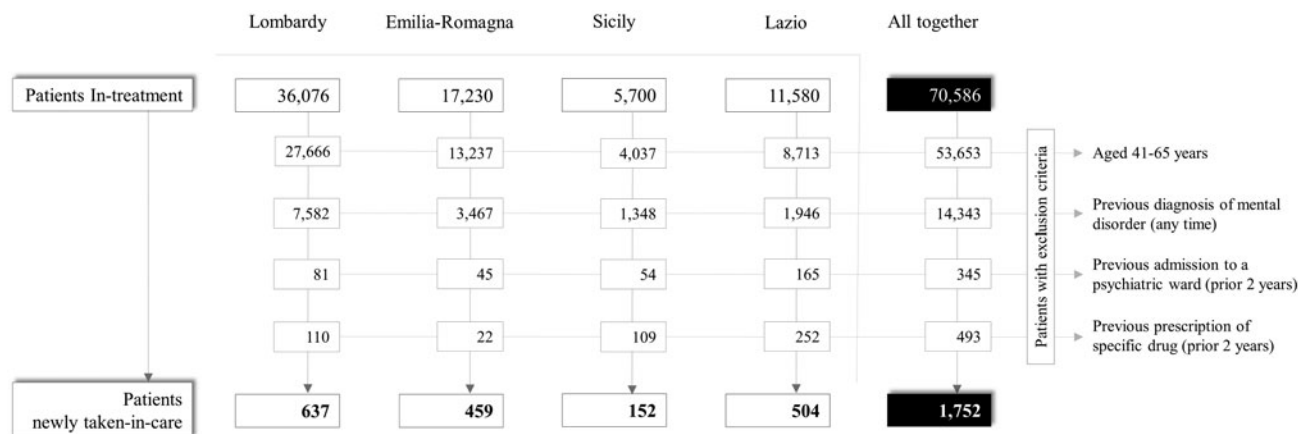 Lombardy Emilia-Romagna Sicily Lazio All together
Patients In-treatment 36,076 17,230 5,700 11,580 70,586
27,666 13,237 4,037 8,713 53,653 Aged 41-65 years
7,582 3,467 1,348 1,946 14,343 Previous diagnosis of mental
disorder (any time)
81 45 54 165 345 Previous admission to a
psychiatric ward (prior 2 years)
110 22 109 252 493 Previous prescription of
specific drug (prior 2 years)
Patients with exclusion criteria
Patients
newly taken-in-care 637 459 152 504 1,752